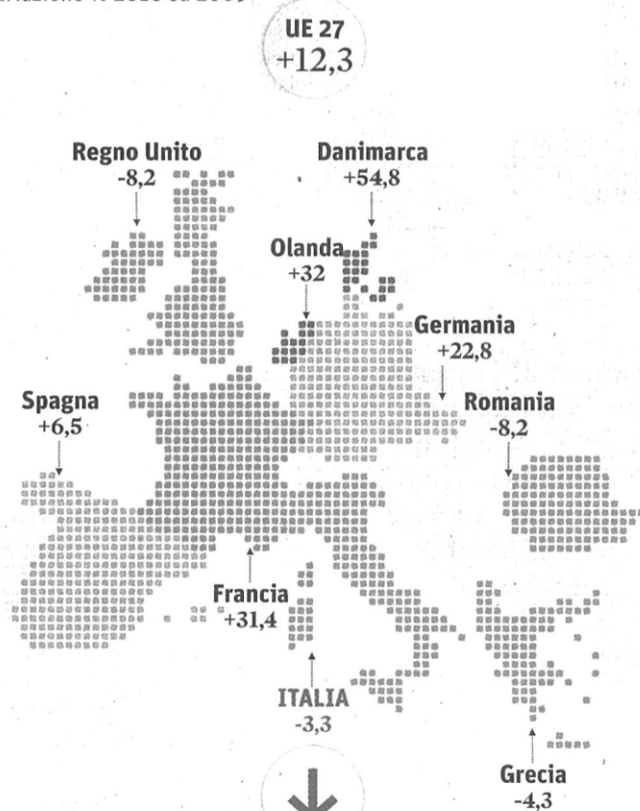 UE 27
+12,3
Regno Unito
-8,2
Danimarca
+54,8
Olanda
+32
Germania
+22,8
Spagna
+6,5
Romania
-8,2
Francia
+31,4
ITALIA
-3,3
Grecia
-4,3